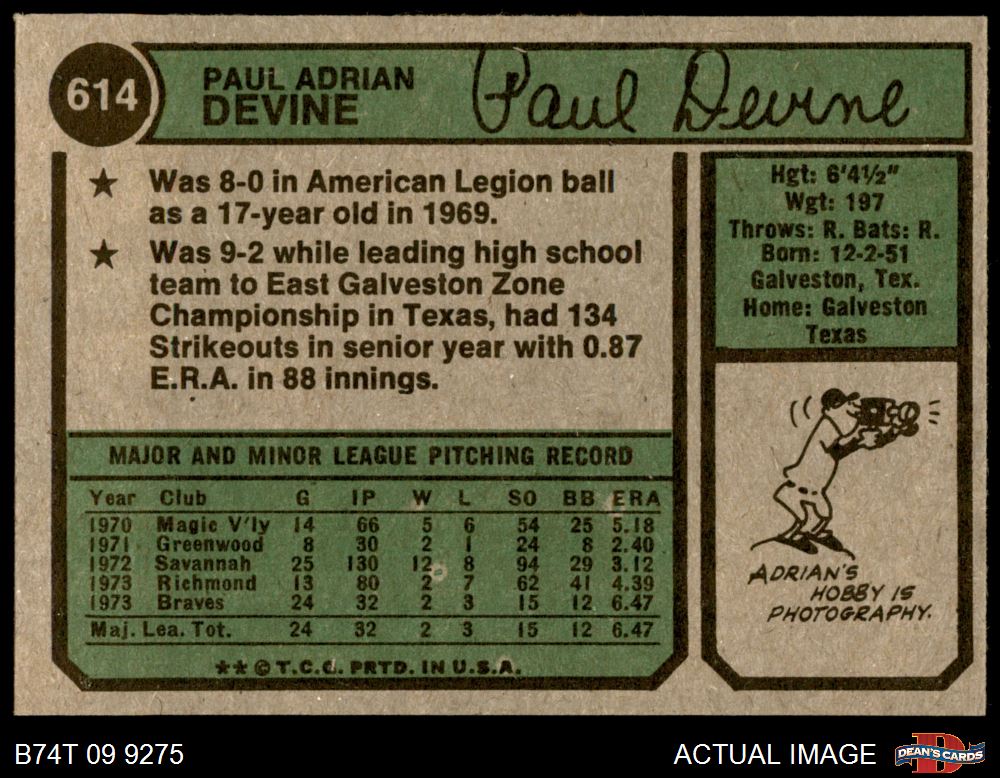 614
PAUL ADRIAN
DEVINE
Paul Devine
★ Was 8-0 in American Legion ball
as a 17-year old in 1969.
★ Was 9-2 while leading high school
team to East Galveston Zone
Championship in Texas, had 134
Strikeouts in senior year with 0.87
E.R.A. in 88 innings.
Hgt: 6'4½"
Wgt: 197
Throws: R. Bats: R.
Born: 12-2-51
Galveston, Tex.
Home: Galveston
Texas
MAJOR AND MINOR LEAGUE PITCHING RECORD
Year Club G IP W L SO BB ERA
1970 Magic V'ly 14 66 5 6 54 25 5.18
1971 Greenwood 8 30 2 1 24 8 2.40
1972 Savannah 25 130 12 8 94 29 3.12
1973 Richmond 13 80 2 7 62 41 4.39
1973 Braves 24 32 2 3 15 12 6.47
Maj. Lea. Tot. 24 32 2 3 15 12 6.47
**©T.C.G. PRTD. IN U.S.A.
ADRIAN'S
HOBBY IS
PHOTOGRAPHY.
B74T 09 9275
ACTUAL IMAGE
DEAN'S CARDS